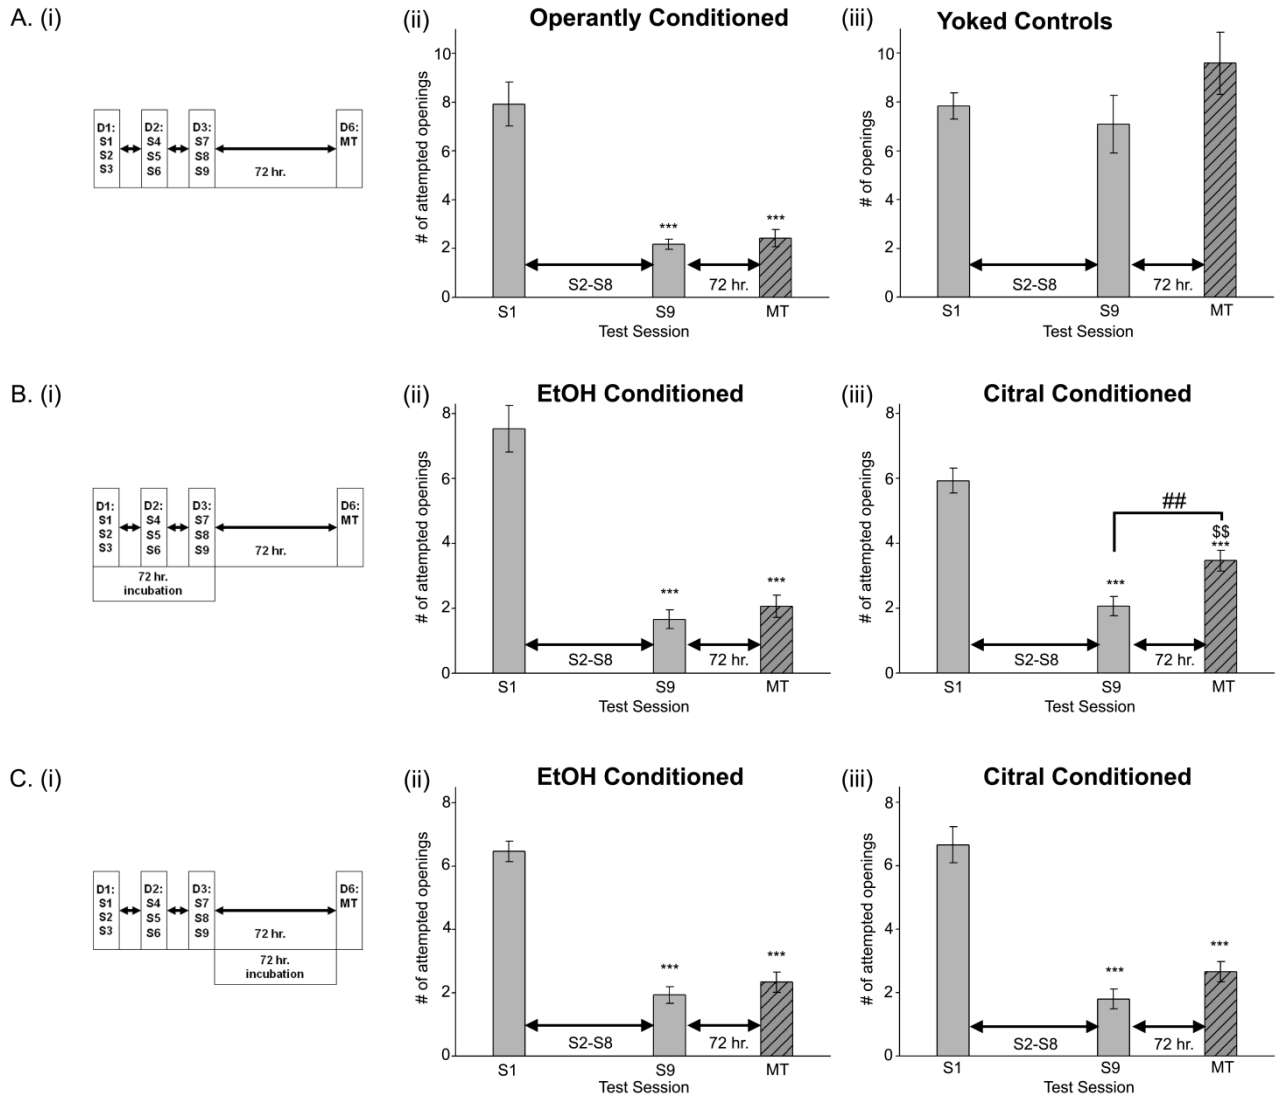 A. (i)
D1:
S1
S2
S3
D2:
S4
S5
S6
D3:
S7
S8
S9
72 hr.
D6:
MT
(ii)
Operantly Conditioned
# of attempted openings
10
8
6
4
2
0
***
***
S2-S8
72 hr.
S1
S9
MT
Test Session
(iii)
Yoked Controls
# of openings
10
8
6
4
2
0
S2-S8
72 hr.
S1
S9
MT
Test Session
B. (i)
D1:
S1
S2
S3
D2:
S4
S5
S6
D3:
S7
S8
S9
72 hr.
D6:
MT
72 hr.
incubation
(ii)
EtOH Conditioned
# of attempted openings
8
6
4
2
0
***
***
S2-S8
72 hr.
S1
S9
MT
Test Session
(iii)
Citral Conditioned
# of attempted openings
8
6
4
2
0
##
$$
***
***
S2-S8
72 hr.
S1
S9
MT
Test Session
C. (i)
D1:
S1
S2
S3
D2:
S4
S5
S6
D3:
S7
S8
S9
72 hr.
D6:
MT
72 hr.
incubation
(ii)
EtOH Conditioned
# of attempted openings
8
6
4
2
0
***
***
S2-S8
72 hr.
S1
S9
MT
Test Session
(iii)
Citral Conditioned
# of attempted openings
8
6
4
2
0
***
***
S2-S8
72 hr.
S1
S9
MT
Test Session